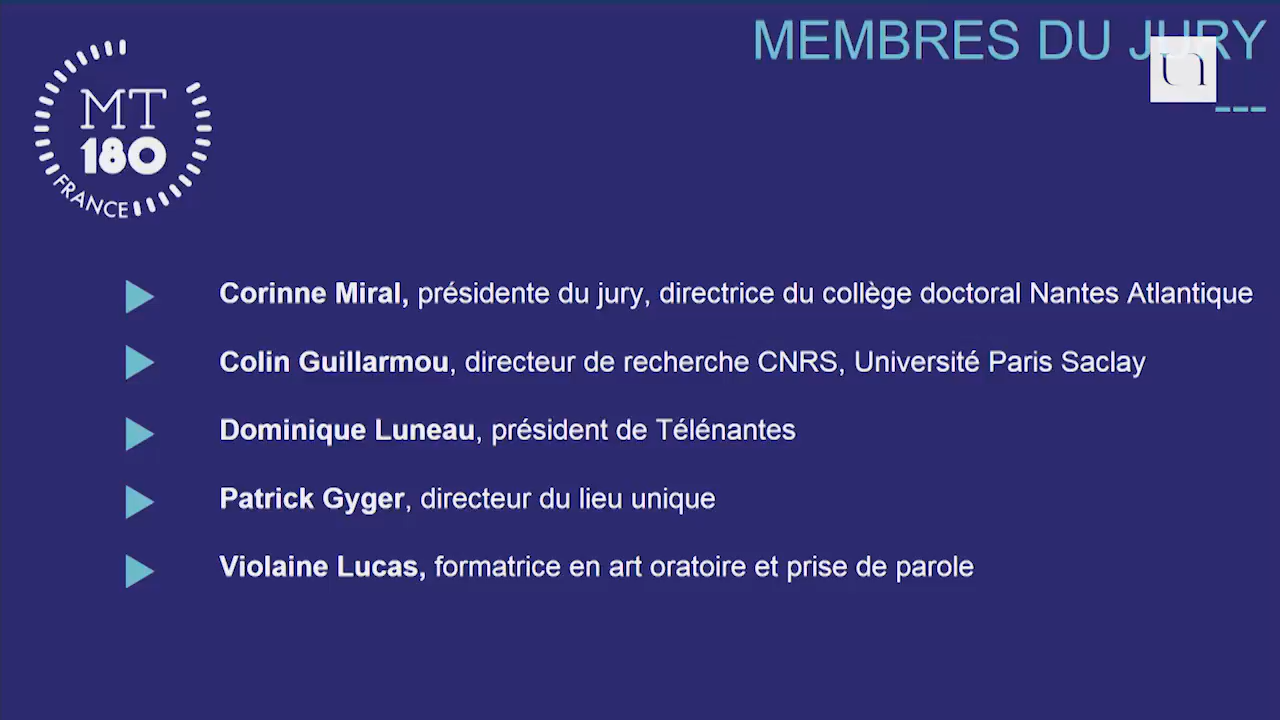 MEMBRES DU JURY
un
---
MT
180
FRANCE
Corinne Miral, présidente du jury, directrice du collège doctoral Nantes Atlantique
Colin Guillarmou, directeur de recherche CNRS, Université Paris Saclay
Dominique Luneau, président de Télénantes
Patrick Gyger, directeur du lieu unique
Violaine Lucas, formatrice en art oratoire et prise de parole